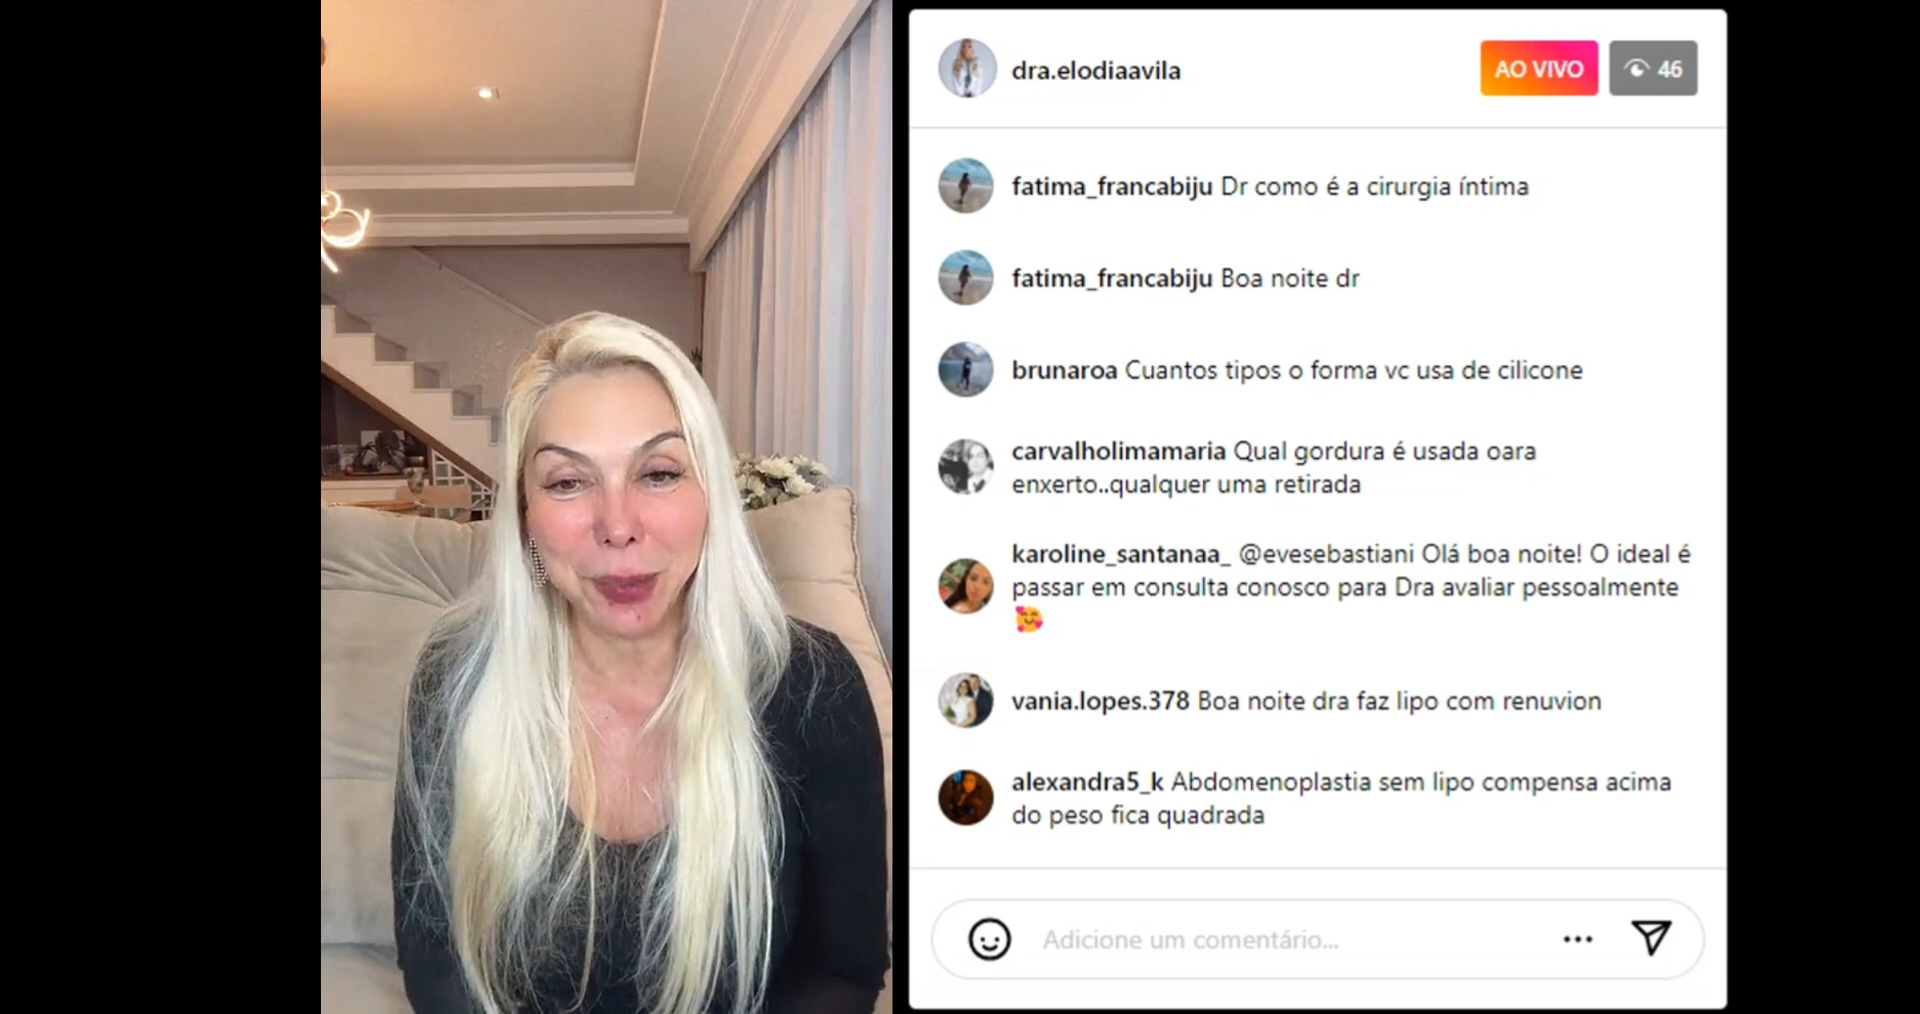 dra.elodiaavila
AO VIVO
46
fatima_francabiju Dr como é a cirurgia íntima
fatima_francabiju Boa noite dr
brunaroa Cuantos tipos o forma vc usa de cilicone
carvalholimamaria Qual gordura é usada oara
enxerto..qualquer uma retirada
karoline_santanaa_ @evesebastiani Olá boa noite! O ideal é
passar em consulta conosco para Dra avaliar pessoalmente
🥰
vania.lopes.378 Boa noite dra faz lipo com renuvion
alexandra5_k Abdomenoplastia sem lipo compensa acima
do peso fica quadrada
Adicione um comentário...